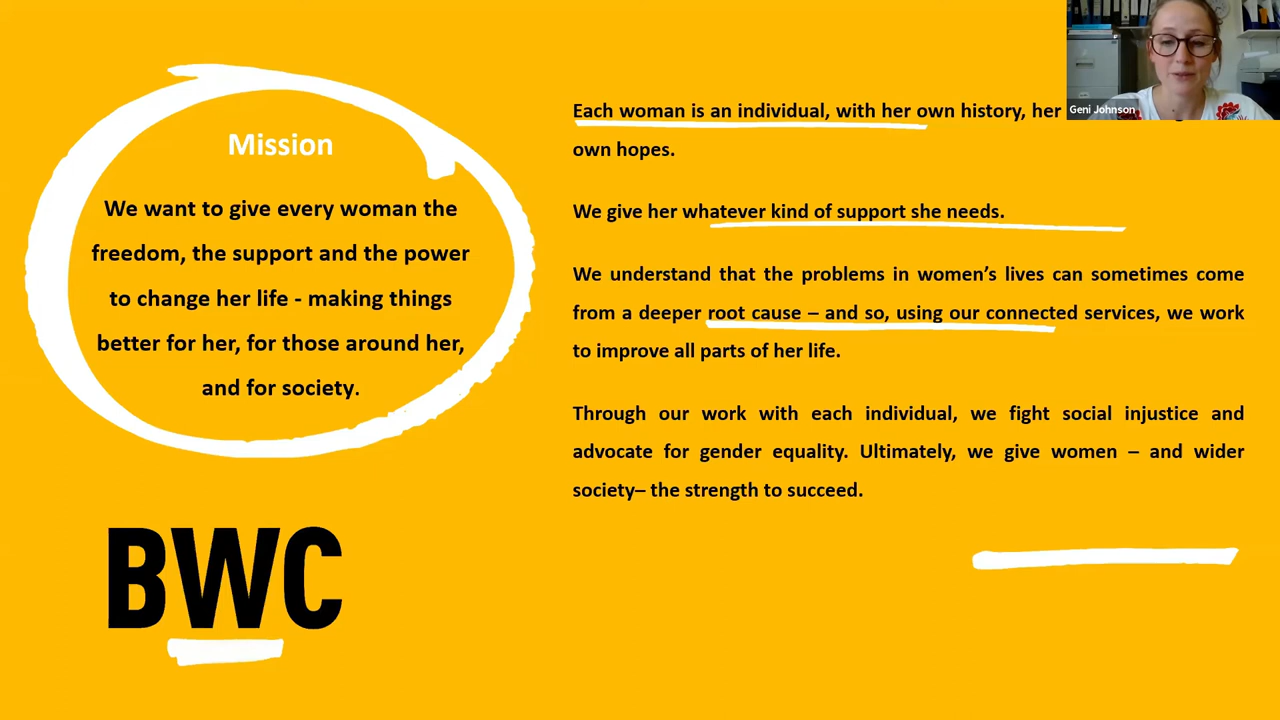 Mission
We want to give every woman the
freedom, the support and the power
to change her life - making things
better for her, for those around her,
and for society.
BWC
Each woman is an individual, with her own history, her
own hopes.
We give her whatever kind of support she needs.
We understand that the problems in women's lives can sometimes come
from a deeper root cause – and so, using our connected services, we work
to improve all parts of her life.
Through our work with each individual, we fight social injustice and
advocate for gender equality. Ultimately, we give women – and wider
society– the strength to succeed.
Geni Johnson